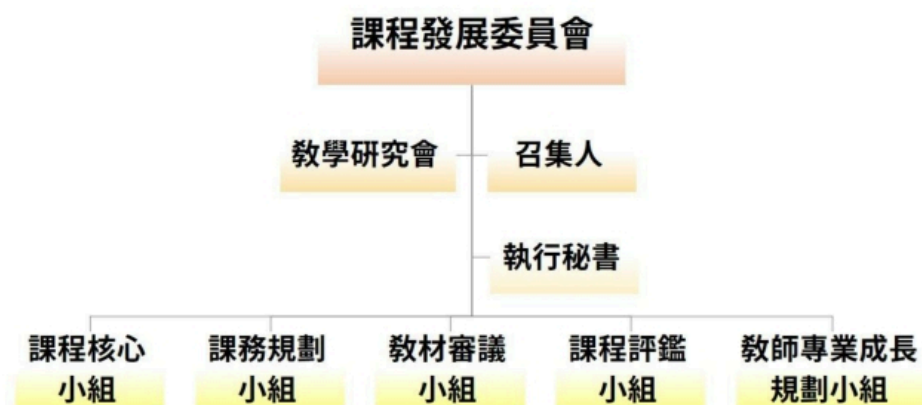 課程發展委員會
教學研究會
召集人
執行秘書
課程核心
小組
課務規劃
小組
教材審議
小組
課程評鑑
小組
教師專業成長
規劃小組